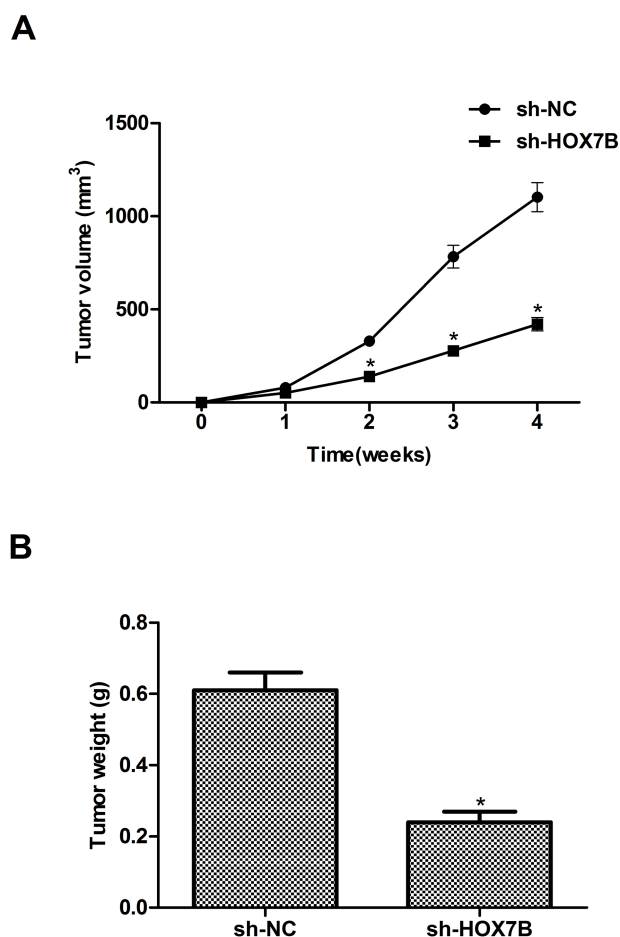 A
sh-NC
sh-HOX7B
1500
1000
500
0
Tumor volume (mm³)
*
*
*
0 1 2 3 4
Time(weeks)
B
0.8
0.6
0.4
0.2
0.0
Tumor weight (g)
*
sh-NC sh-HOX7B